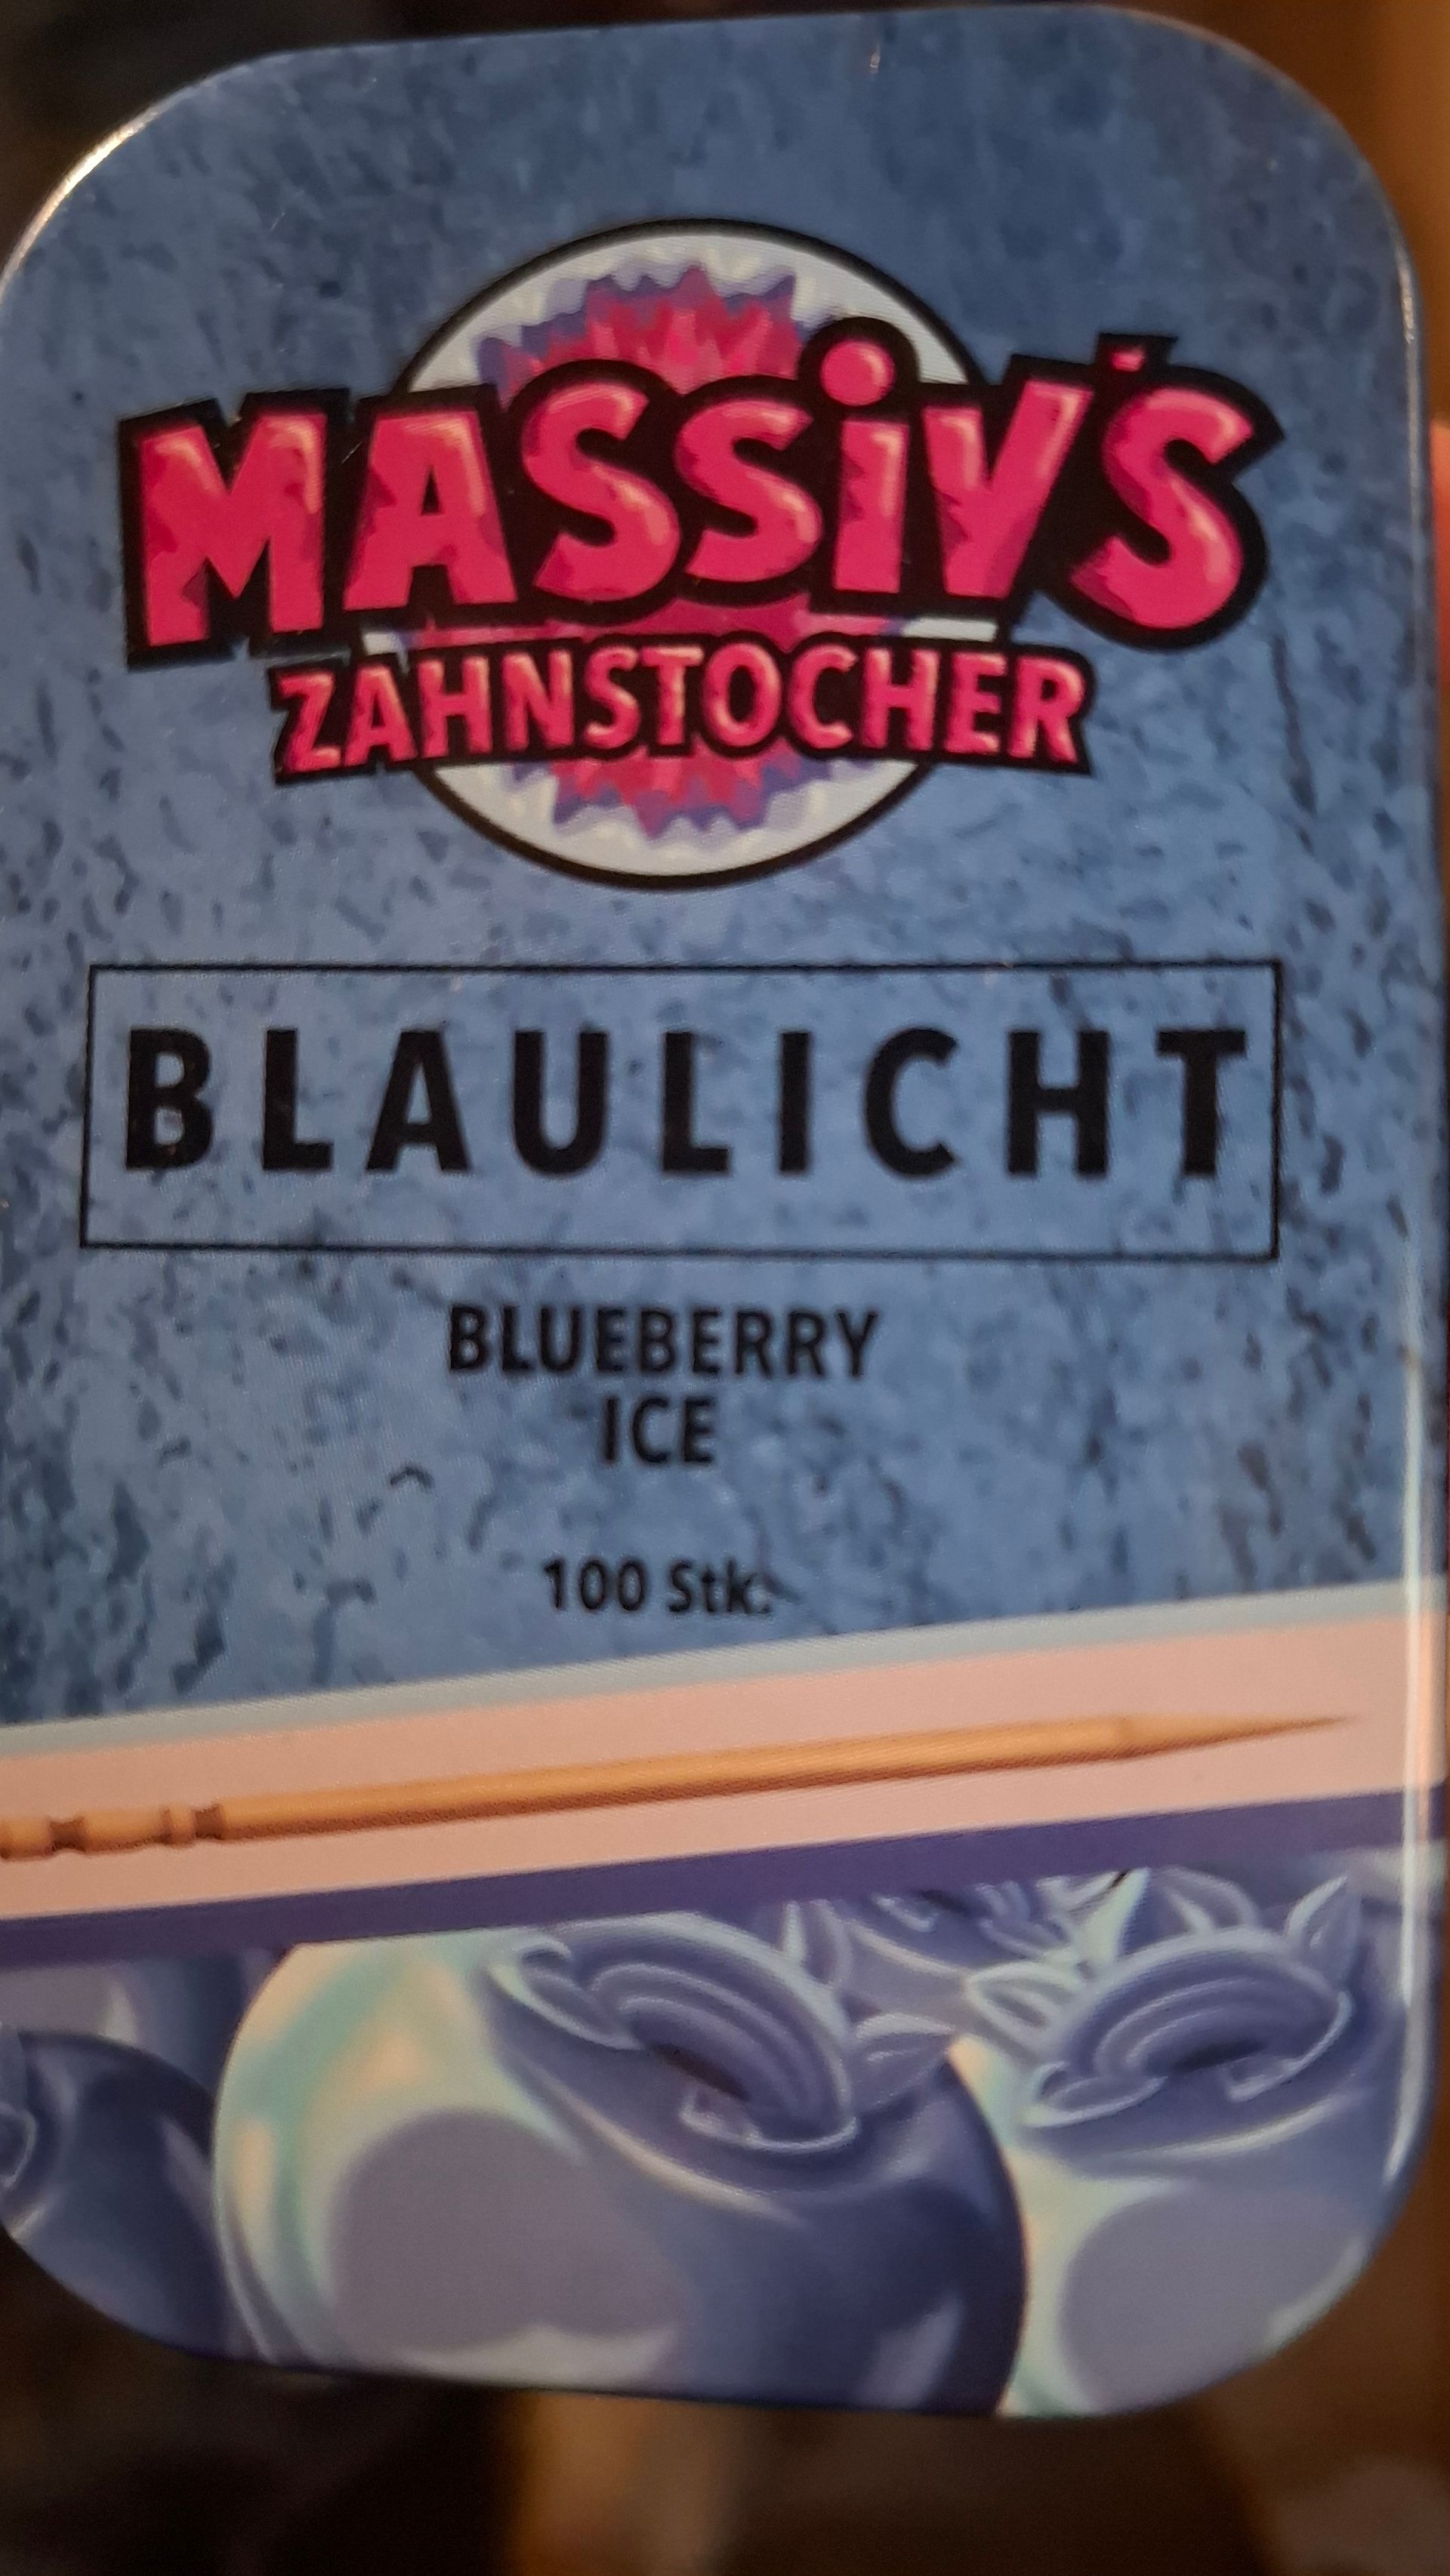 MASSiV'S
ZAHNSTOCHER
BLAULICHT
BLUEBERRY
ICE
100 Stk.